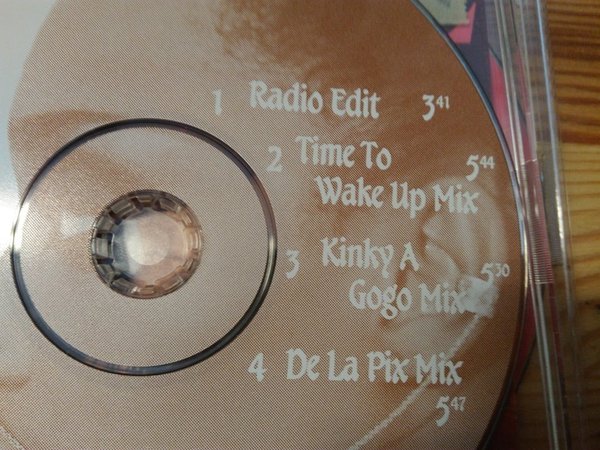 1 Radio Edit 3 41
2 Time To 5 44
Wake Up Mix
3 Kinky A 5 30
Gogo Mix
4 De La Pix Mix
5 47